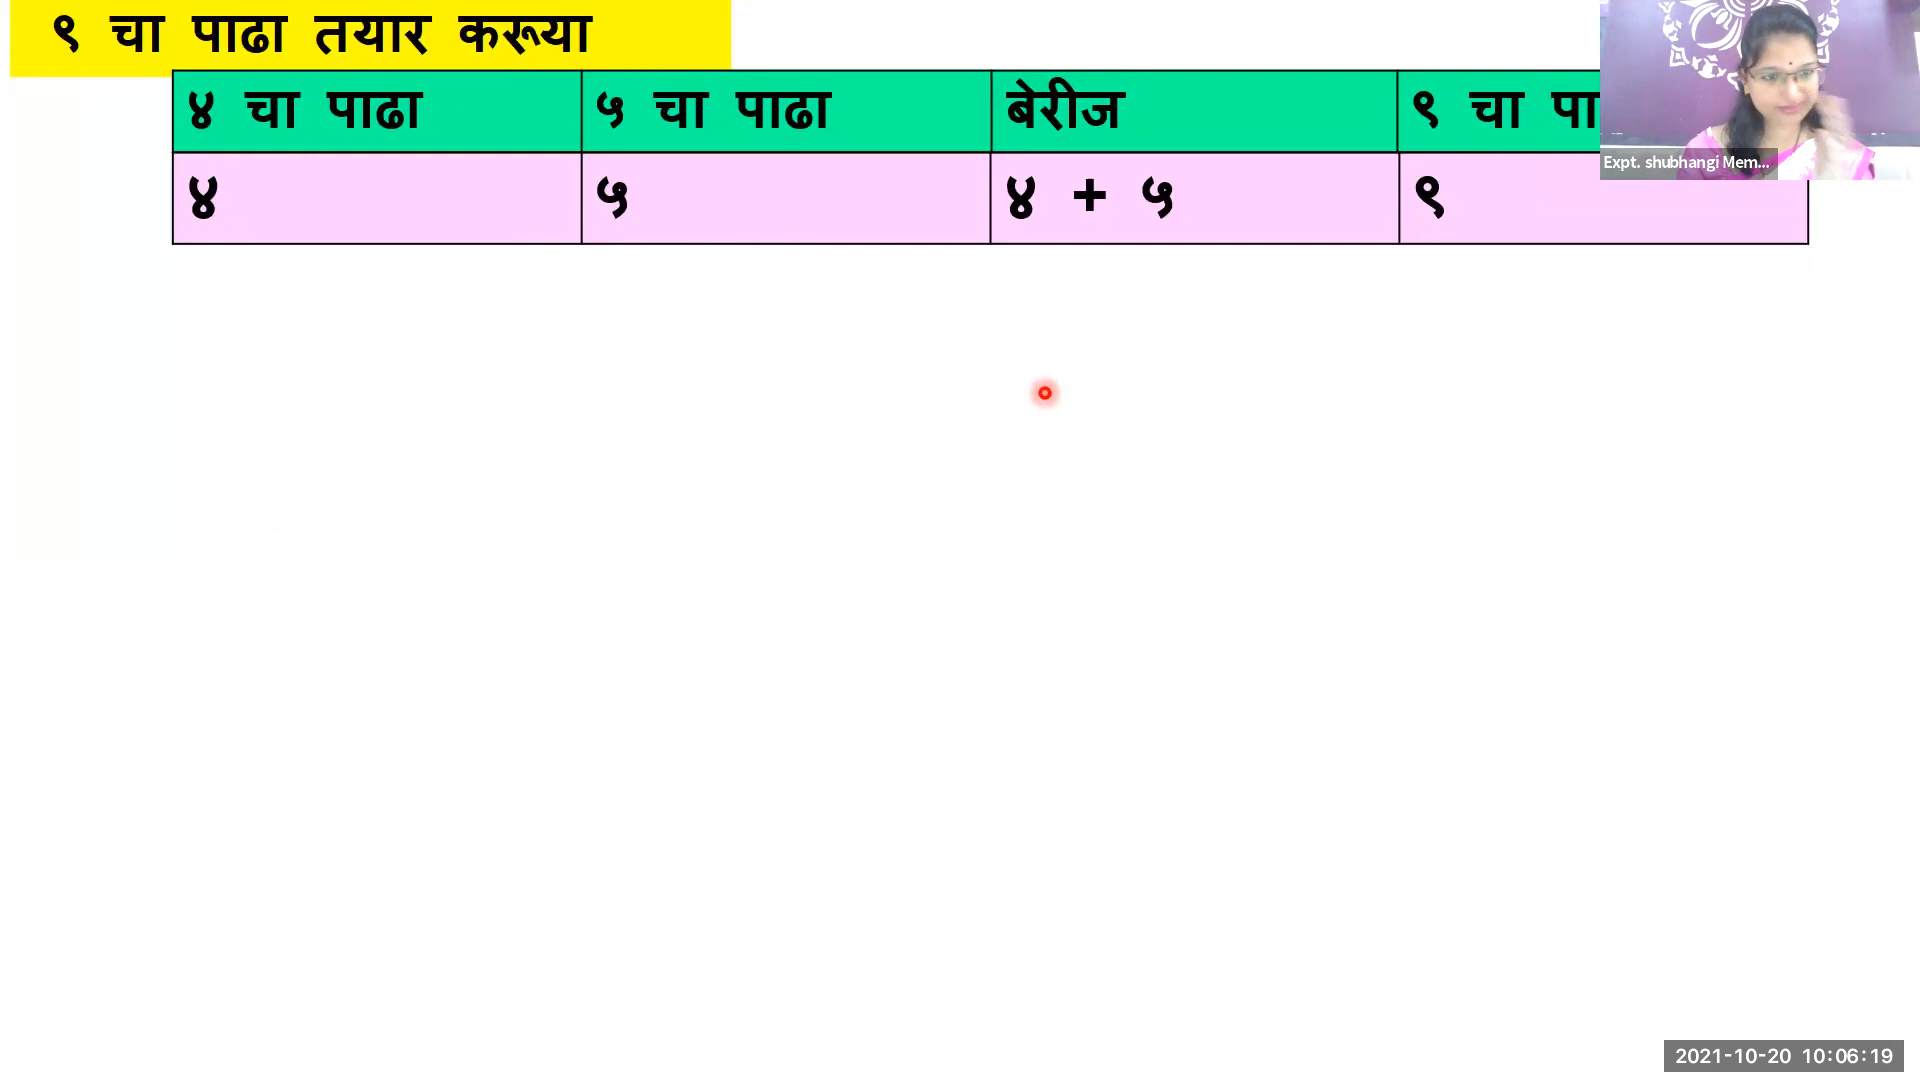 ९ चा पाढा तयार करूया
४ चा पाढा ५ चा पाढा बेरीज ९ चा
४ ५ ४ + ५ ९
Expt. shubhangi Mem...
2021-10-20 10:06:19